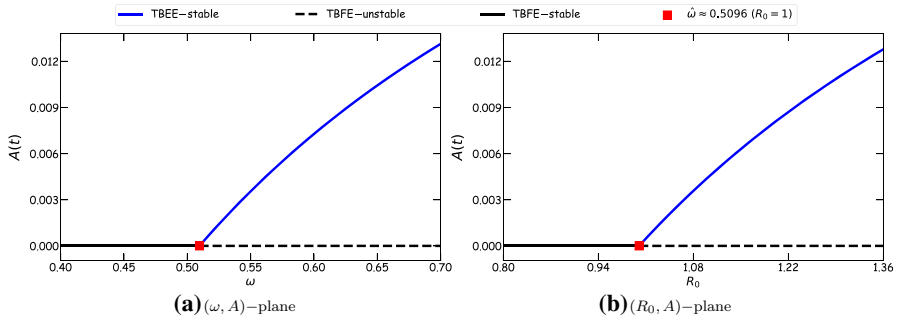 TBEE−stable TBFE−unstable TBFE−stable ω̂ ≈ 0.5096 (R₀ = 1)
A(t)
0.012
0.009
0.006
0.003
0.000
0.40 0.45 0.50 0.55 0.60 0.65 0.70
ω
(a)(ω, A)−plane
A(t)
0.012
0.009
0.006
0.003
0.000
0.80 0.94 1.08 1.22 1.36
R₀
(b)(R₀, A)−plane